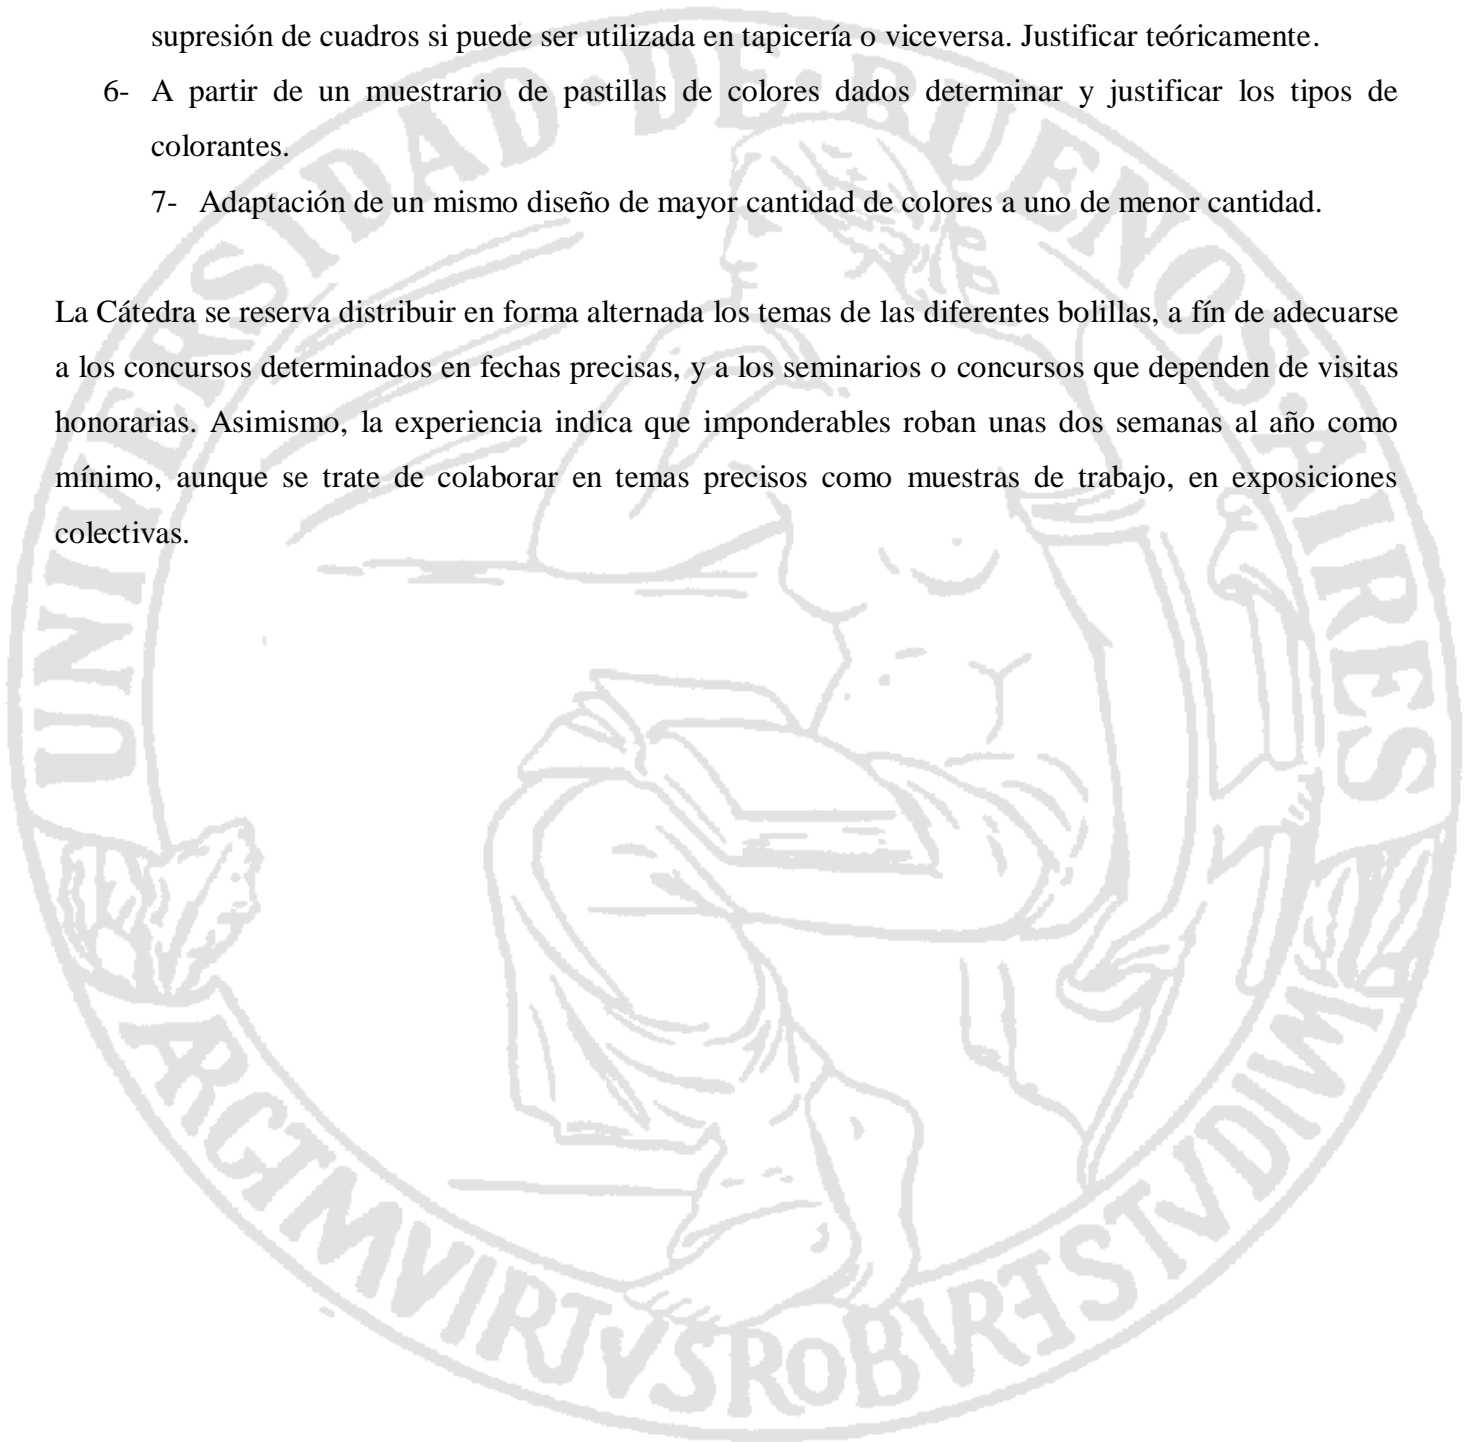 supresión de cuadros si puede ser utilizada en tapicería o viceversa. Justificar teóricamente.
6- A partir de un muestrario de pastillas de colores dados determinar y justificar los tipos de
colorantes.
7- Adaptación de un mismo diseño de mayor cantidad de colores a uno de menor cantidad.
La Cátedra se reserva distribuir en forma alternada los temas de las diferentes bolillas, a fín de adecuarse
a los concursos determinados en fechas precisas, y a los seminarios o concursos que dependen de visitas
honorarias. Asimismo, la experiencia indica que imponderables roban unas dos semanas al año como
mínimo, aunque se trate de colaborar en temas precisos como muestras de trabajo, en exposiciones
colectivas.
UNIVERSIDAD·DE·BUENOS·AIRES
ARGTMVIRTVSROBVRETSTVDIVM